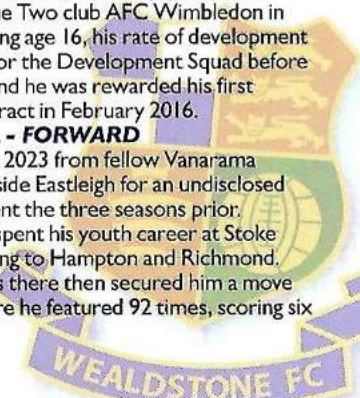 e Two club AFC Wimbledon in
ng age 16, his rate of development
or the Development Squad before
nd he was rewarded his first
ract in February 2016.
- FORWARD
2023 from fellow Vanarama
side Eastleigh for an undisclosed
ent the three seasons prior.
spent his youth career at Stoke
ng to Hampton and Richmond.
s there then secured him a move
re he featured 92 times, scoring six
WEALDSTONE FC